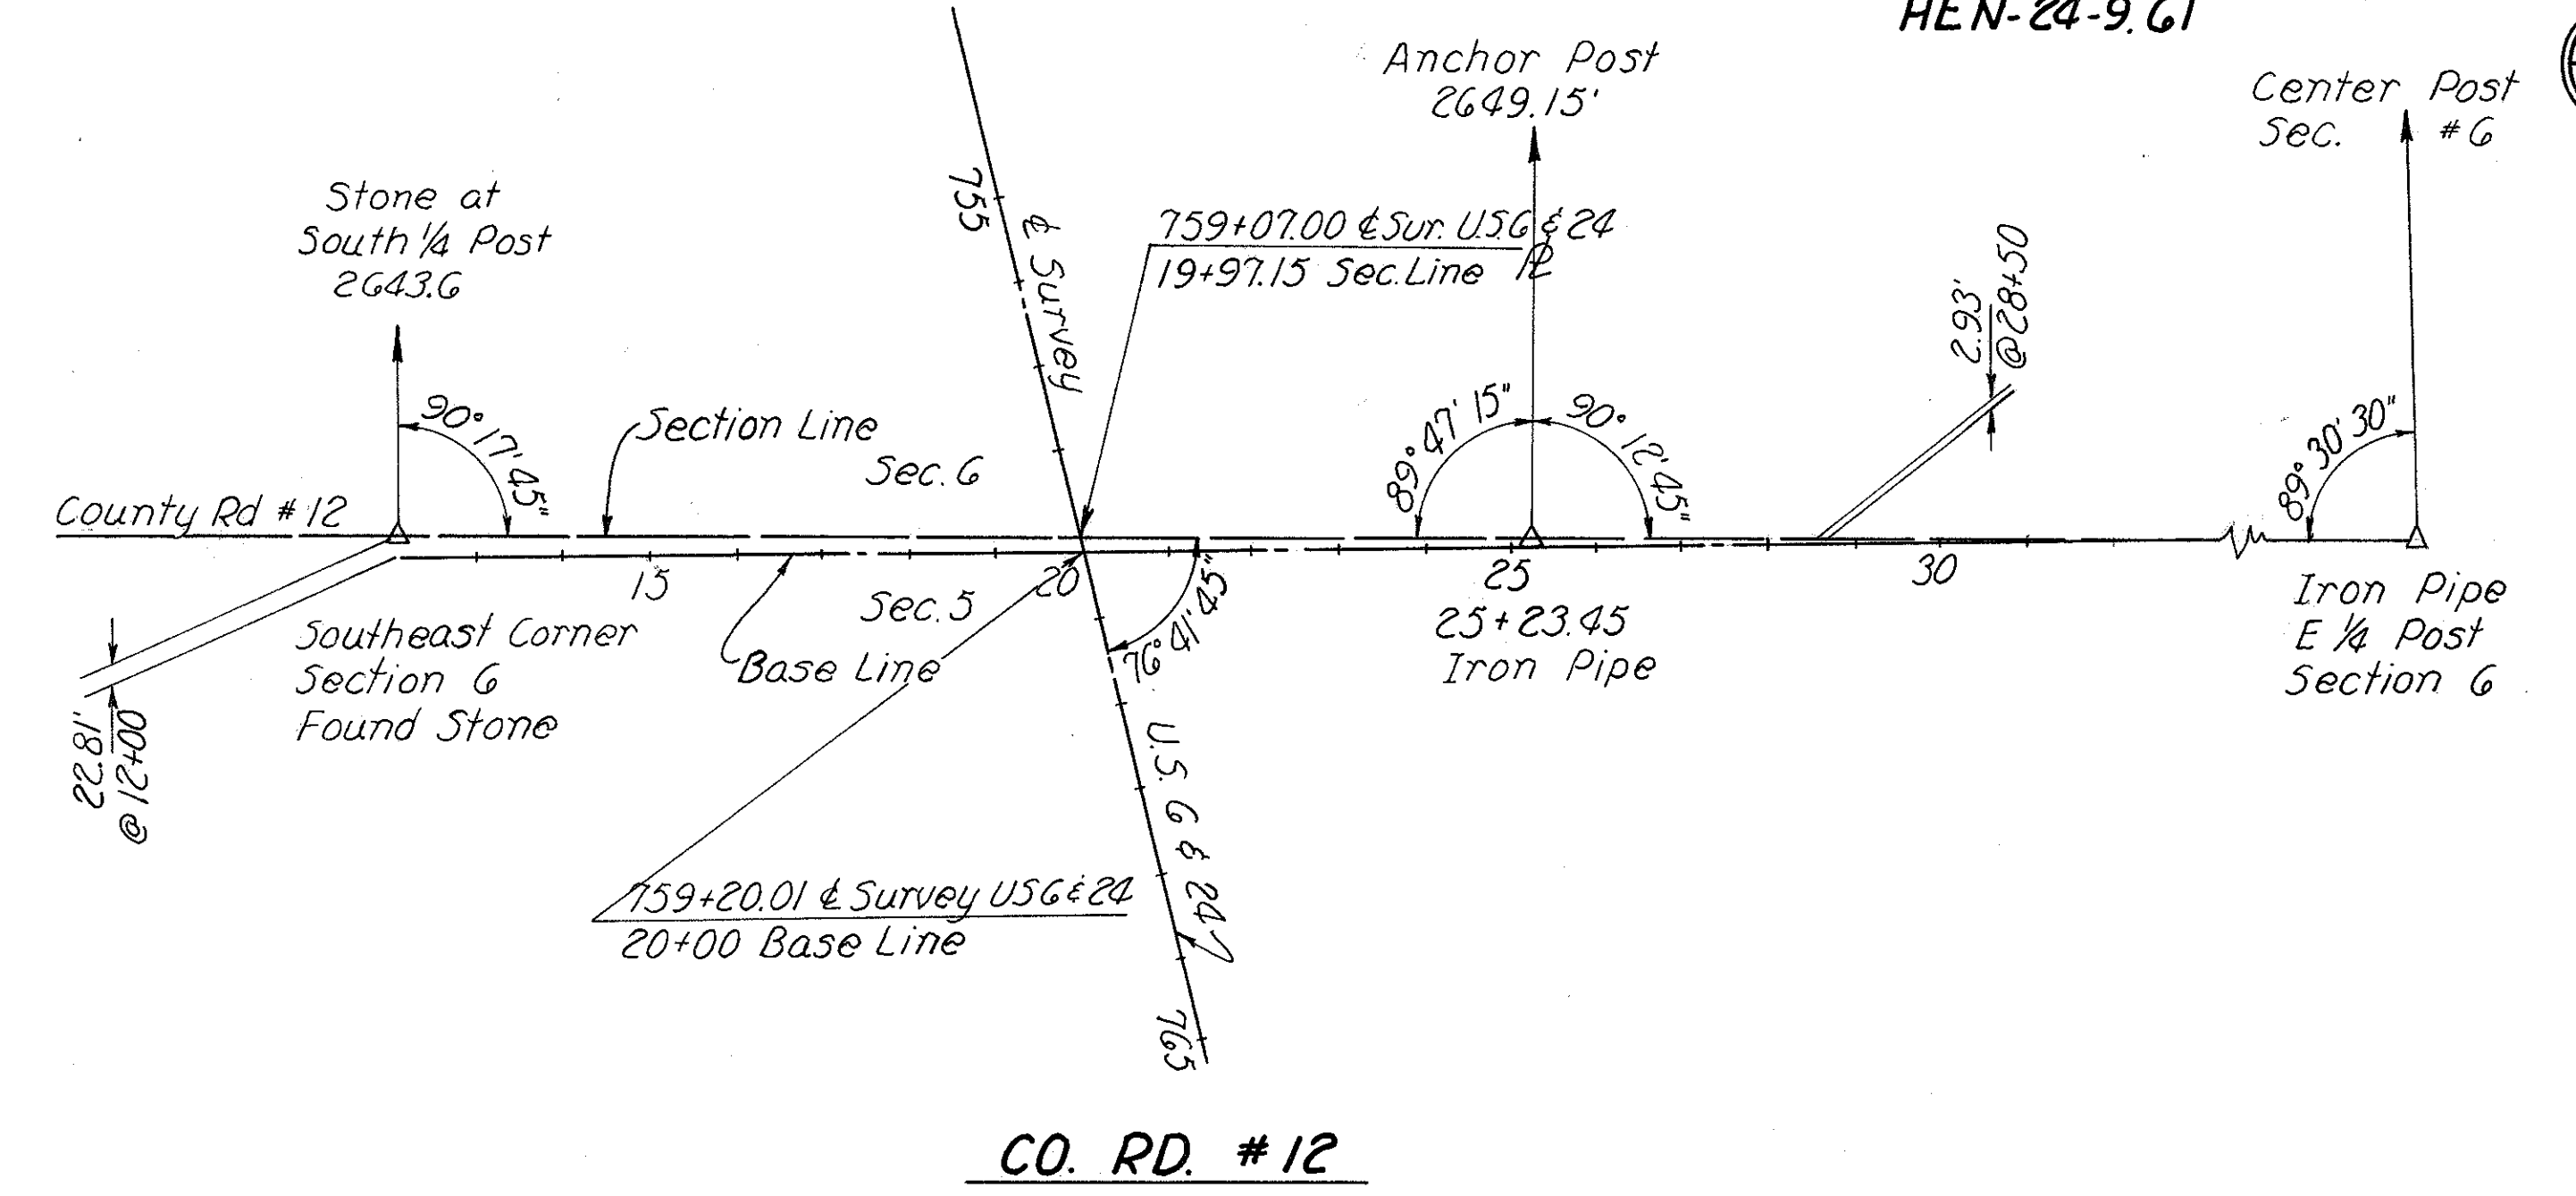 HEN-24-9.61
Anchor Post
2649.15'
Center Post
Sec. #6
Stone at
South 1/4 Post
2643.6
755
℄ Survey
759+07.00 ℄ Sur. U.S.6 & 24
19+97.15 Sec. Line 12
2.93'
@28+50
90° 17' 45"
Section Line
Sec. 6
89° 47' 15"
90° 12' 45"
89° 30' 30"
County Rd #12
15
20
25
30
Sec. 5
76° 41' 45"
Base Line
Southeast Corner
Section 6
Found Stone
22.81'
@ 12+00
25+23.45
Iron Pipe
Iron Pipe
E 1/4 Post
Section 6
U.S. 6 & 24
759+20.01 ℄ Survey US6 & 24
20+00 Base Line
765
CO. RD. #12